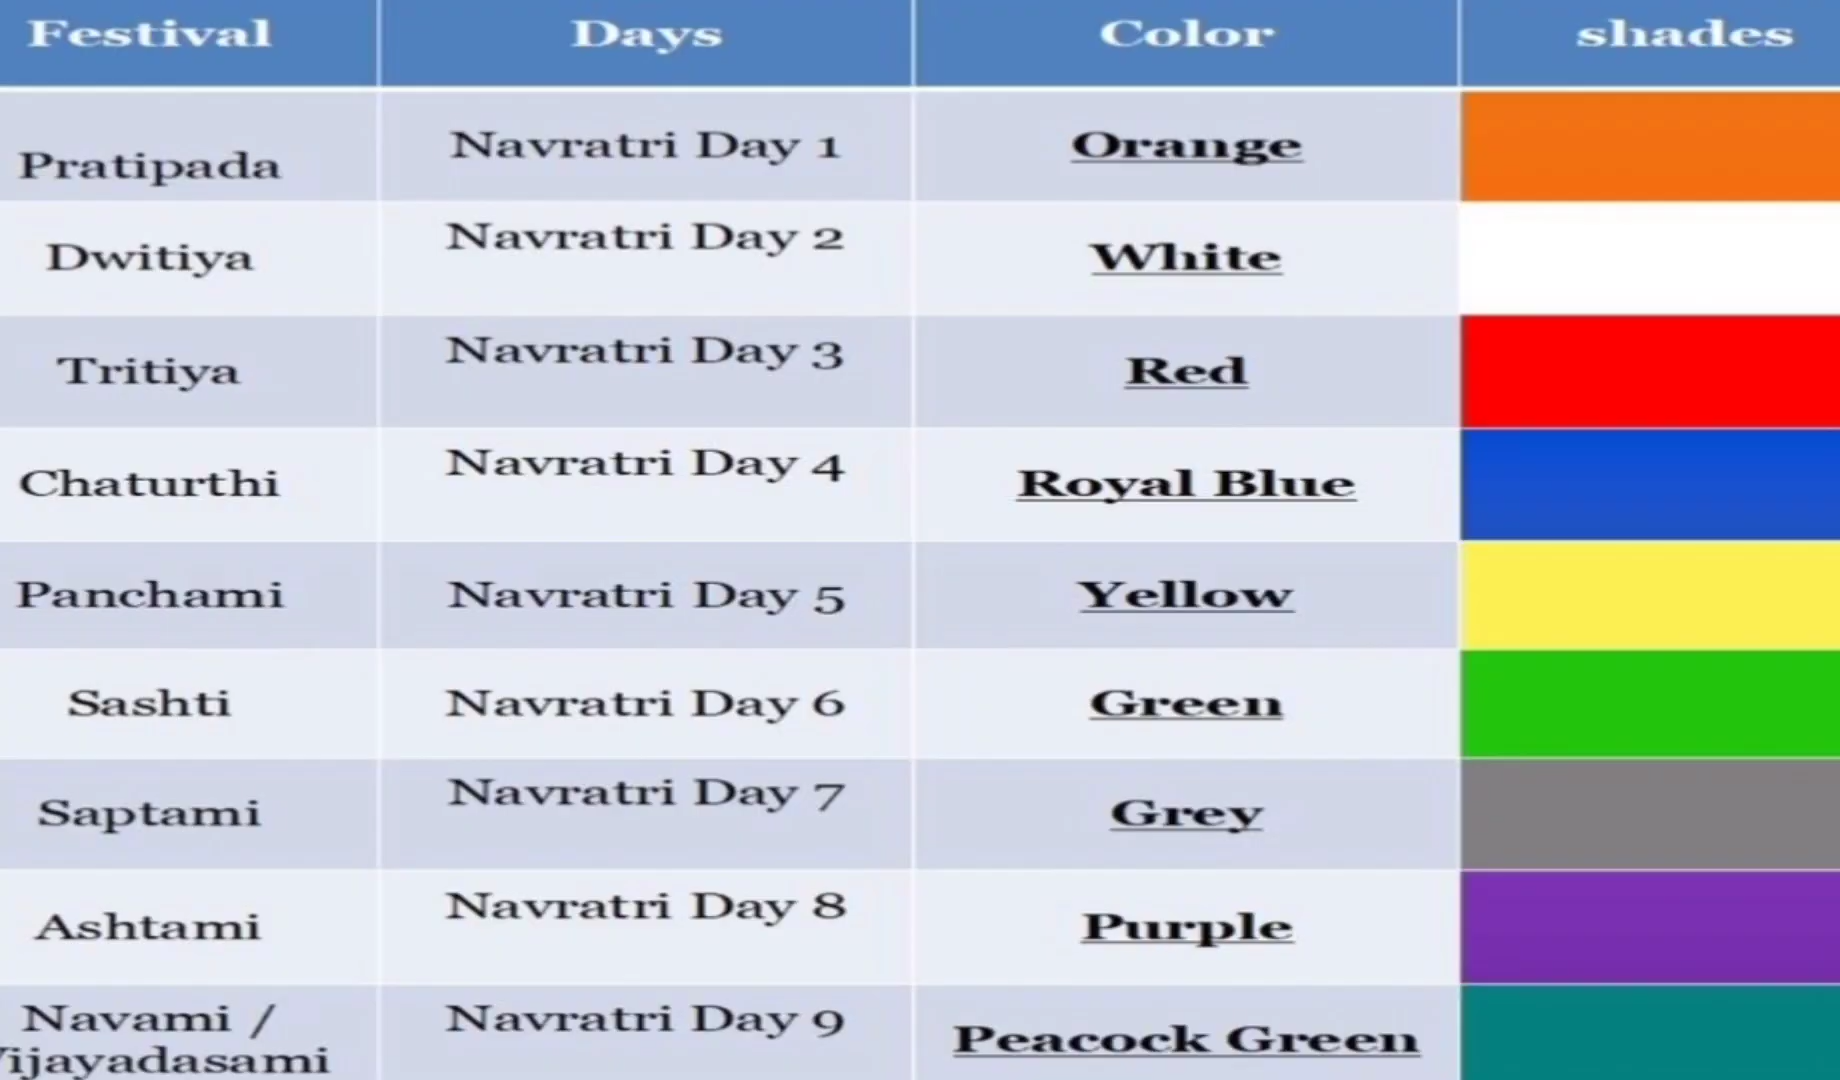 Festival Days Color shades
Pratipada Navratri Day 1 Orange
Dwitiya Navratri Day 2 White
Tritiya Navratri Day 3 Red
Chaturthi Navratri Day 4 Royal Blue
Panchami Navratri Day 5 Yellow
Sashti Navratri Day 6 Green
Saptami Navratri Day 7 Grey
Ashtami Navratri Day 8 Purple
Navami / Navratri Day 9 Peacock Green
Vijayadasami